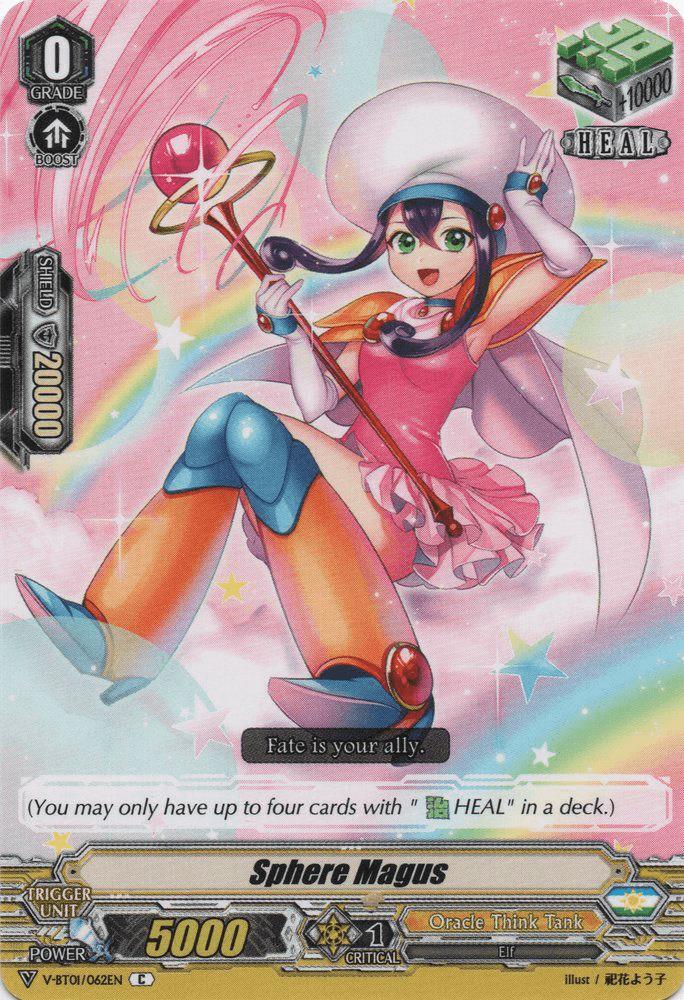 0
GRADE
BOOST
治
+10000
HEAL
SHIELD
20000
Fate is your ally.
(You may only have up to four cards with " 治 HEAL" in a deck.)
Sphere Magus
TRIGGER
UNIT
POWER
5000
1
CRITICAL
Oracle Think Tank
Elf
V-BT01/062EN
C
illust / 祀花よう子